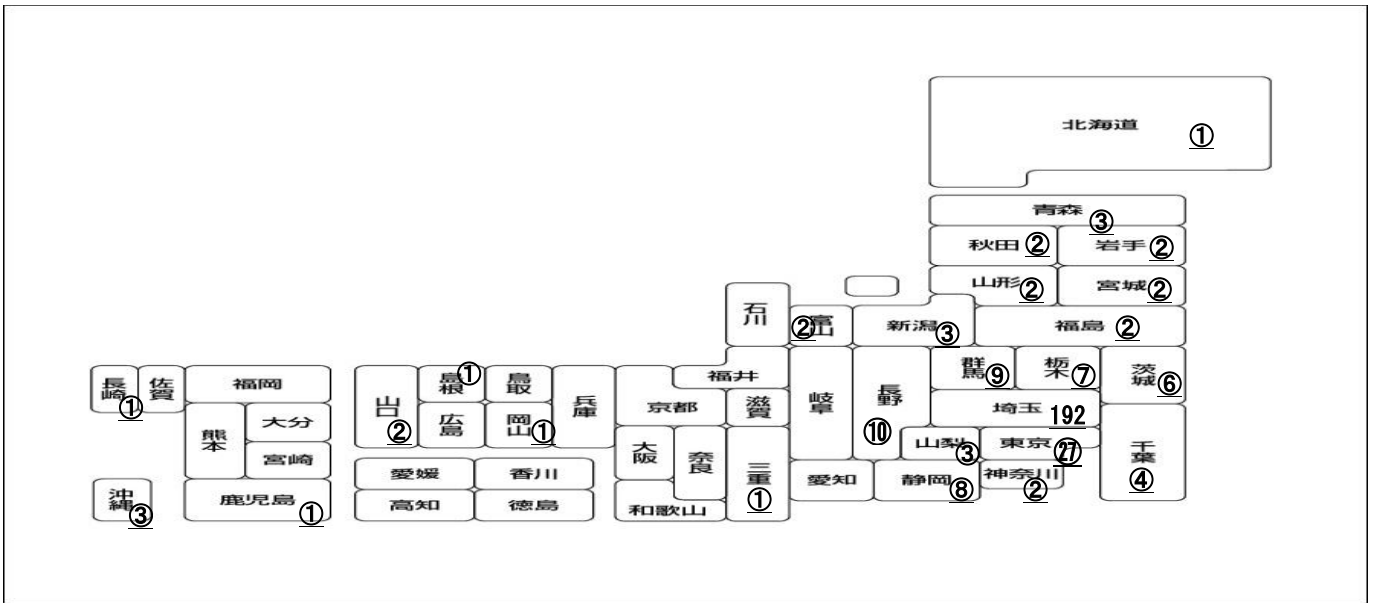 北海道 ①
青森 ③
秋田 ②
岩手 ②
山形 ②
宮城 ②
石川
富山 ②
新潟 ③
福島 ②
長崎 ①
佐賀
福岡
山口 ②
島根 ①
鳥取
兵庫
福井
京都
滋賀
岐阜
長野 ⑩
群馬 ⑨
栃木 ⑦
茨城 ⑥
熊本
大分
広島
岡山 ①
埼玉 192
宮崎
大阪
奈良
三重 ①
山梨 ③
東京 ㉗
千葉 ④
愛媛
香川
愛知
静岡 ⑧
神奈川 ②
沖縄 ③
鹿児島 ①
高知
徳島
和歌山